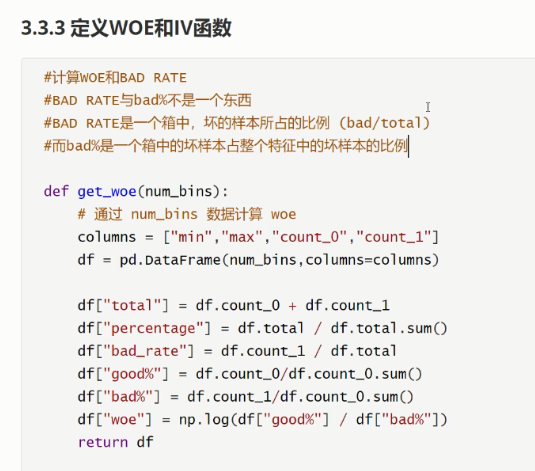 3.3.3 定义WOE和IV函数
#计算WOE和BAD RATE
#BAD RATE与bad%不是一个东西
#BAD RATE是一个箱中，坏的样本所占的比例 (bad/total)
#而bad%是一个箱中的坏样本占整个特征中的坏样本的比例
def get_woe(num_bins):
    # 通过 num_bins 数据计算 woe
    columns = ["min","max","count_0","count_1"]
    df = pd.DataFrame(num_bins,columns=columns)
    df["total"] = df.count_0 + df.count_1
    df["percentage"] = df.total / df.total.sum()
    df["bad_rate"] = df.count_1 / df.total
    df["good%"] = df.count_0/df.count_0.sum()
    df["bad%"] = df.count_1/df.count_0.sum()
    df["woe"] = np.log(df["good%"] / df["bad%"])
    return df